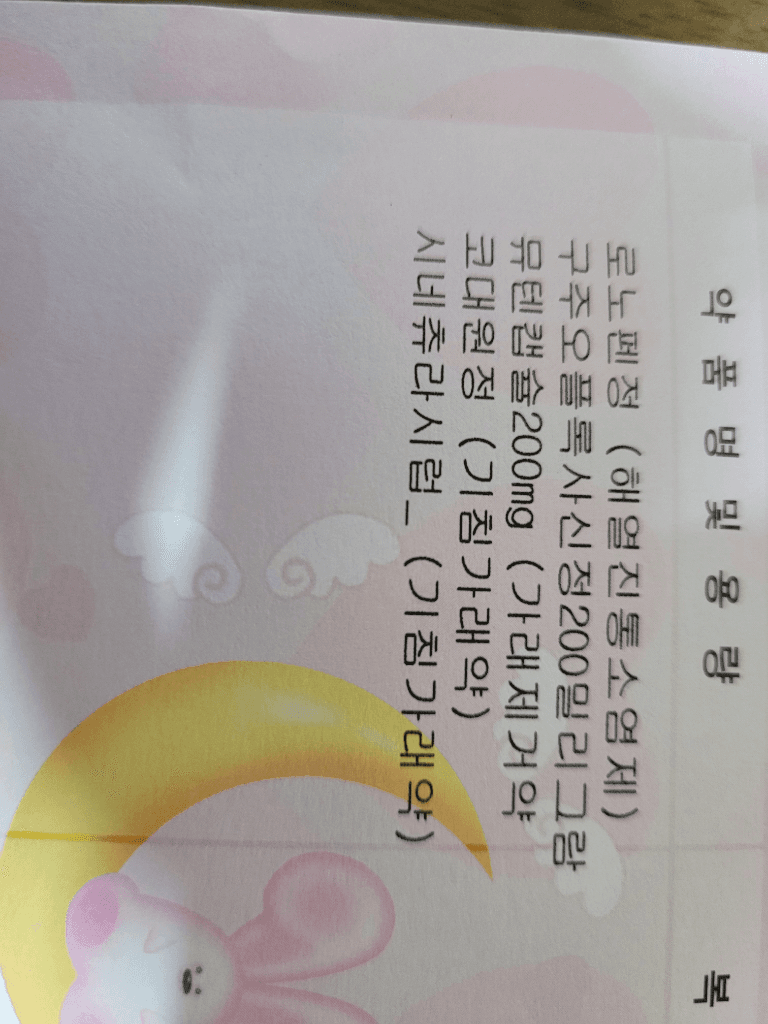 약 품 명 및 용 량
복
로노펜정 (해열진통소염제)
구주오플록사신정200밀리그람
뮤텐캡슐200mg (가래제거약
코대원정 (기침가래약)
시네츄라시럽_ (기침가래약)